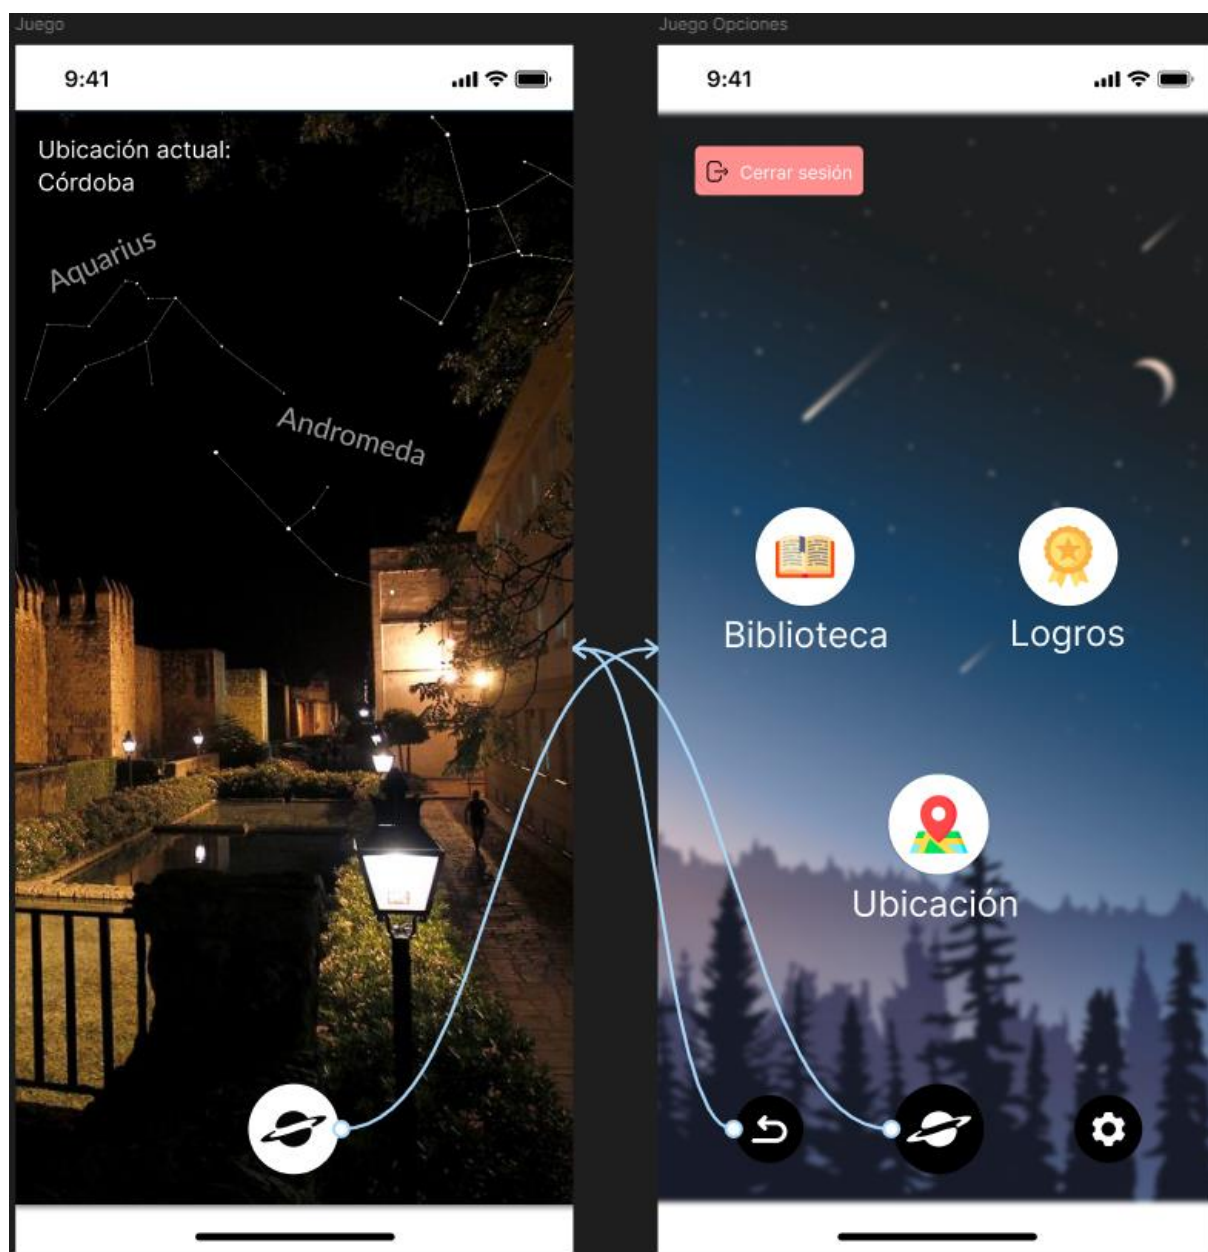 Juego
9:41
Ubicación actual:
Córdoba
Aquarius
Andromeda
Juego Opciones
9:41
Cerrar sesión
Biblioteca
Logros
Ubicación